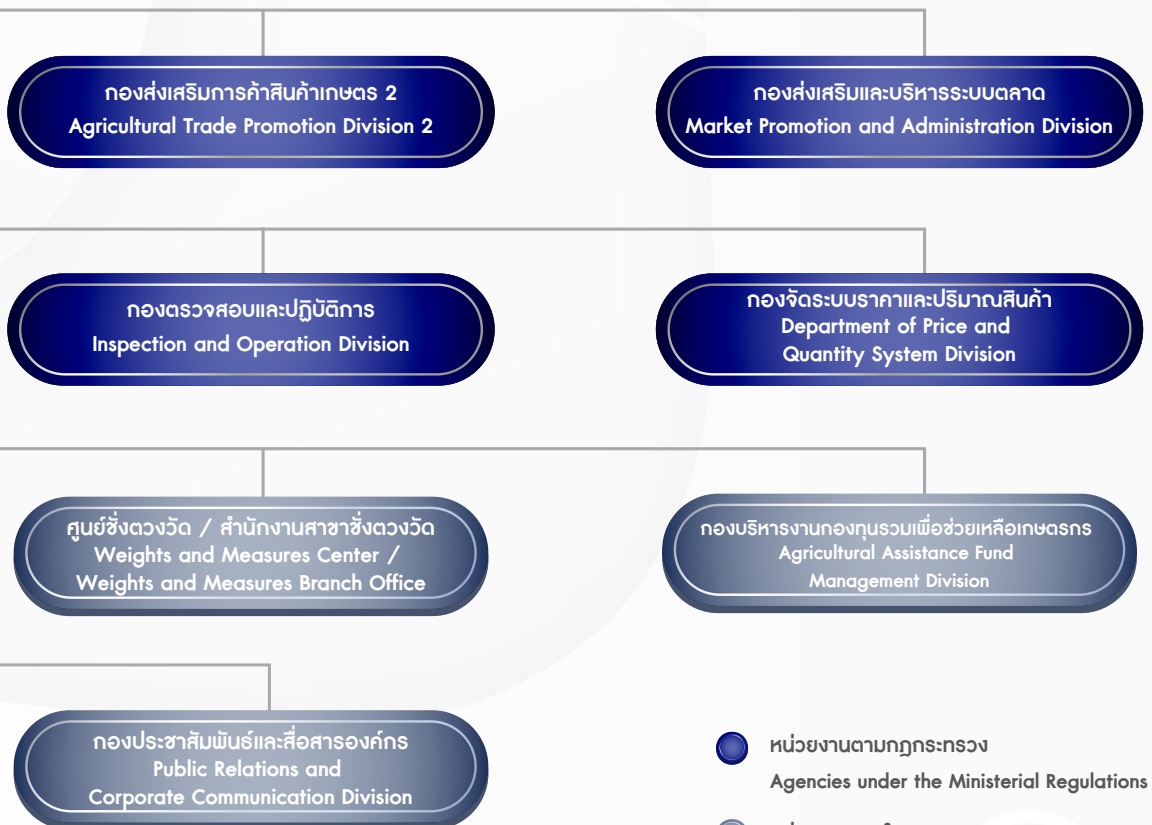 กองส่งเสริมการค้าสินค้าเกษตร 2
Agricultural Trade Promotion Division 2
กองส่งเสริมและบริหารระบบตลาด
Market Promotion and Administration Division
กองตรวจสอบและปฏิบัติการ
Inspection and Operation Division
กองจัดระบบราคาและปริมาณสินค้า
Department of Price and
Quantity System Division
ศูนย์ชั่งตวงวัด / สำนักงานสาขาชั่งตวงวัด
Weights and Measures Center /
Weights and Measures Branch Office
กองบริหารงานกองทุนรวมเพื่อช่วยเหลือเกษตรกร
Agricultural Assistance Fund
Management Division
กองประชาสัมพันธ์และสื่อสารองค์กร
Public Relations and
Corporate Communication Division
หน่วยงานตามกฎกระทรวง
Agencies under the Ministerial Regulations